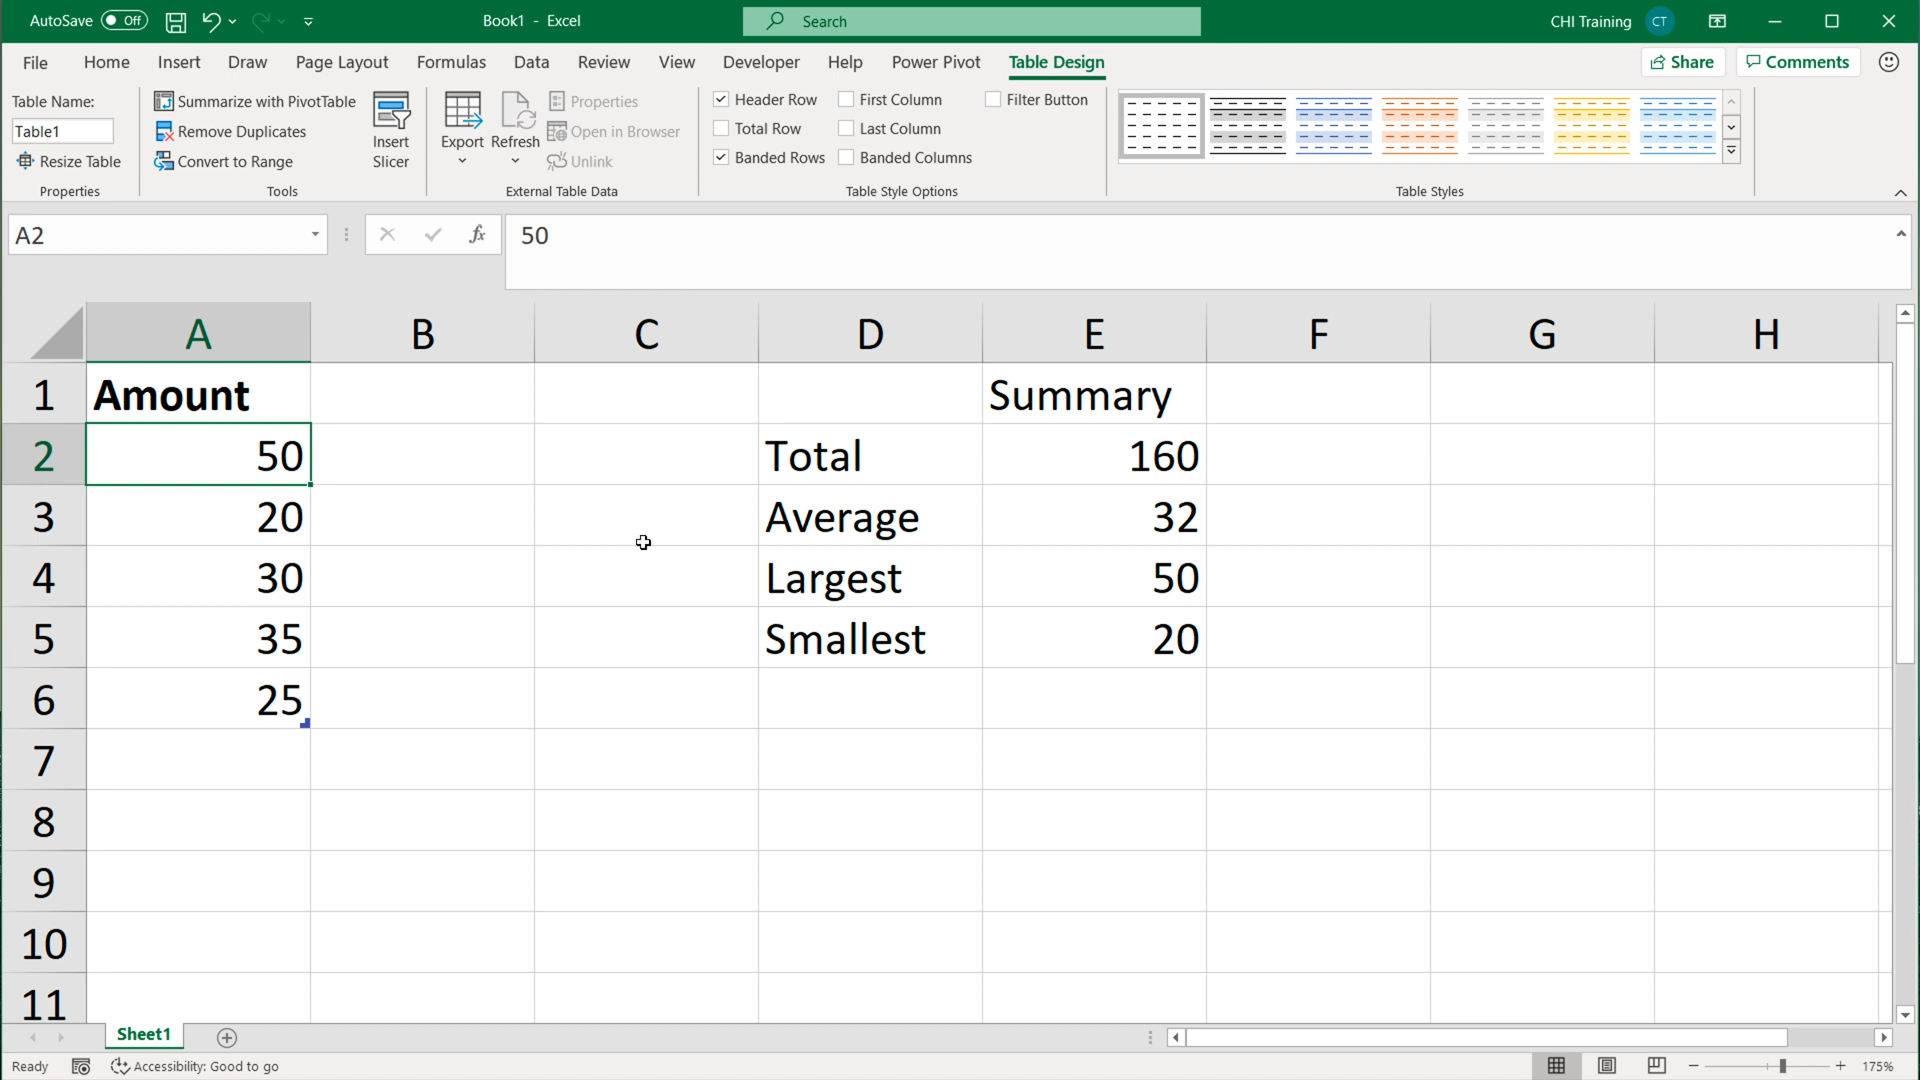 AutoSave Off Book1 - Excel Search CHI Training CT
File Home Insert Draw Page Layout Formulas Data Review View Developer Help Power Pivot Table Design Share Comments
Table Name:
Table1
Resize Table
Properties
Summarize with PivotTable
Remove Duplicates
Convert to Range
Insert
Slicer
Tools
Export Refresh
Properties
Open in Browser
Unlink
External Table Data
Header Row First Column Filter Button
Total Row Last Column
Banded Rows Banded Columns
Table Style Options
Table Styles
A2 fx 50
A B C D E F G H
1 Amount Summary
2 50 Total 160
3 20 Average 32
4 30 Largest 50
5 35 Smallest 20
6 25
7
8
9
10
11
Sheet1
Ready Accessibility: Good to go 175%